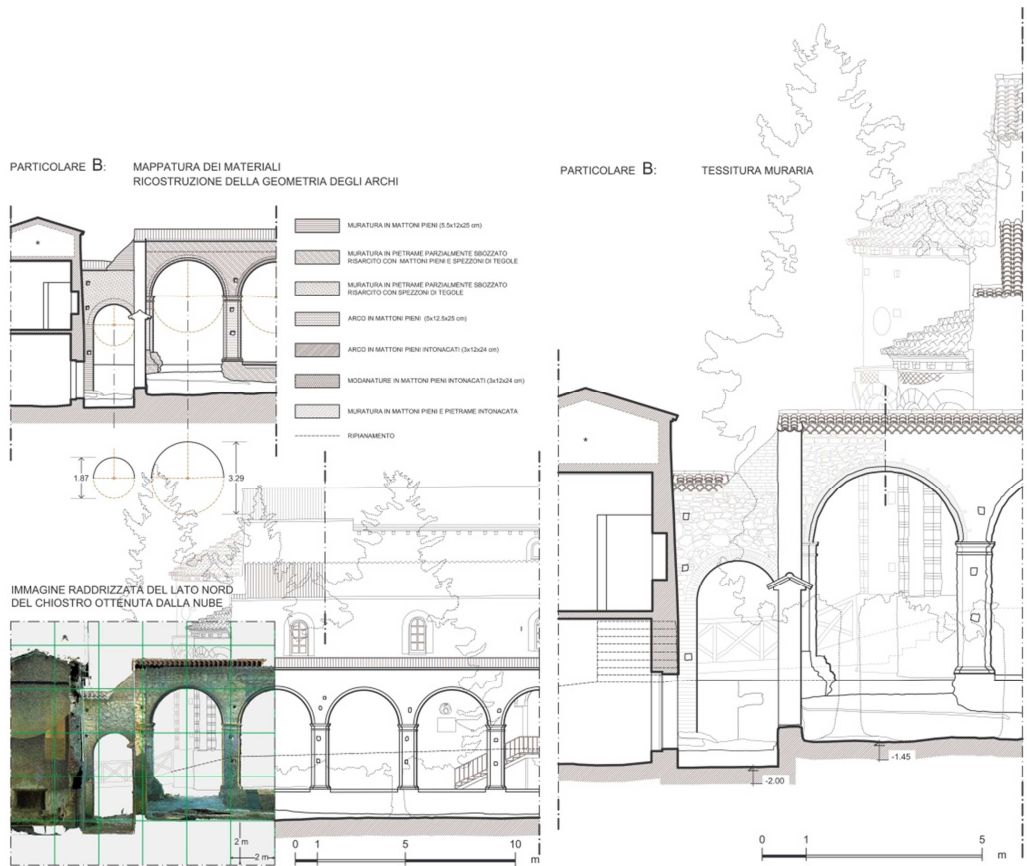 PARTICOLARE B: MAPPATURA DEI MATERIALI
RICOSTRUZIONE DELLA GEOMETRIA DEGLI ARCHI
*
MURATURA IN MATTONI PIENI (5.5x12x25 cm)
MURATURA IN PIETRAME PARZIALMENTE SBOZZATO
RISARCITO CON MATTONI PIENI E SPEZZONI DI TEGOLE
MURATURA IN PIETRAME PARZIALMENTE SBOZZATO
RISARCITO CON SPEZZONI DI TEGOLE
ARCO IN MATTONI PIENI (5x12.5x25 cm)
ARCO IN MATTONI PIENI INTONACATI (3x12x24 cm)
MODANATURE IN MATTONI PIENI INTONACATI (3x12x24 cm)
MURATURA IN MATTONI PIENI E PIETRAME INTONACATA
RIPIANAMENTO
1.87
3.29
IMMAGINE RADDRIZZATA DEL LATO NORD
DEL CHIOSTRO OTTENUTA DALLA NUBE
2 m
2 m
0 1 5 10 m
PARTICOLARE B: TESSITURA MURARIA
*
-1.45
-2.00
0 1 5 m